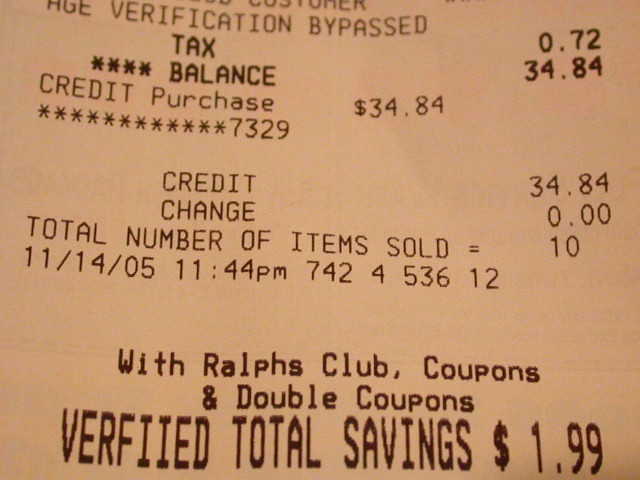 CUSTOMER
AGE VERIFICATION BYPASSED
TAX 0.72
**** BALANCE 34.84
CREDIT Purchase $34.84
************7329
CREDIT 34.84
CHANGE 0.00
TOTAL NUMBER OF ITEMS SOLD = 10
11/14/05 11:44pm 742 4 536 12
With Ralphs Club, Coupons
& Double Coupons
VERFIIED TOTAL SAVINGS $ 1.99